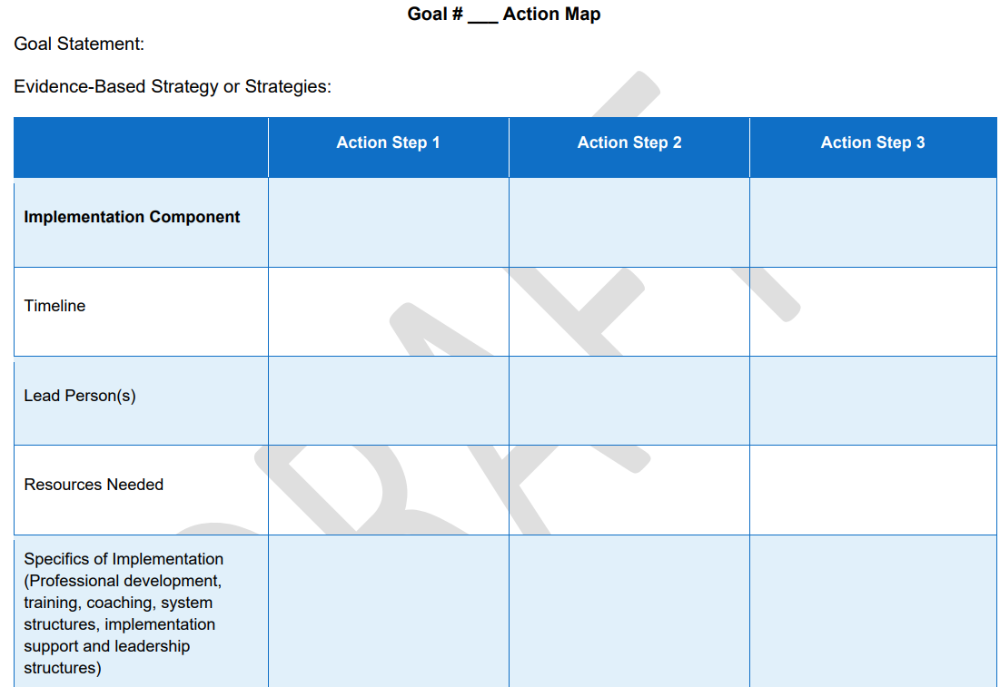 Goal # ___ Action Map
Goal Statement:
Evidence-Based Strategy or Strategies:
Action Step 1
Action Step 2
Action Step 3
Implementation Component
Timeline
Lead Person(s)
Resources Needed
Specifics of Implementation
(Professional development,
training, coaching, system
structures, implementation
support and leadership
structures)
DRAFT